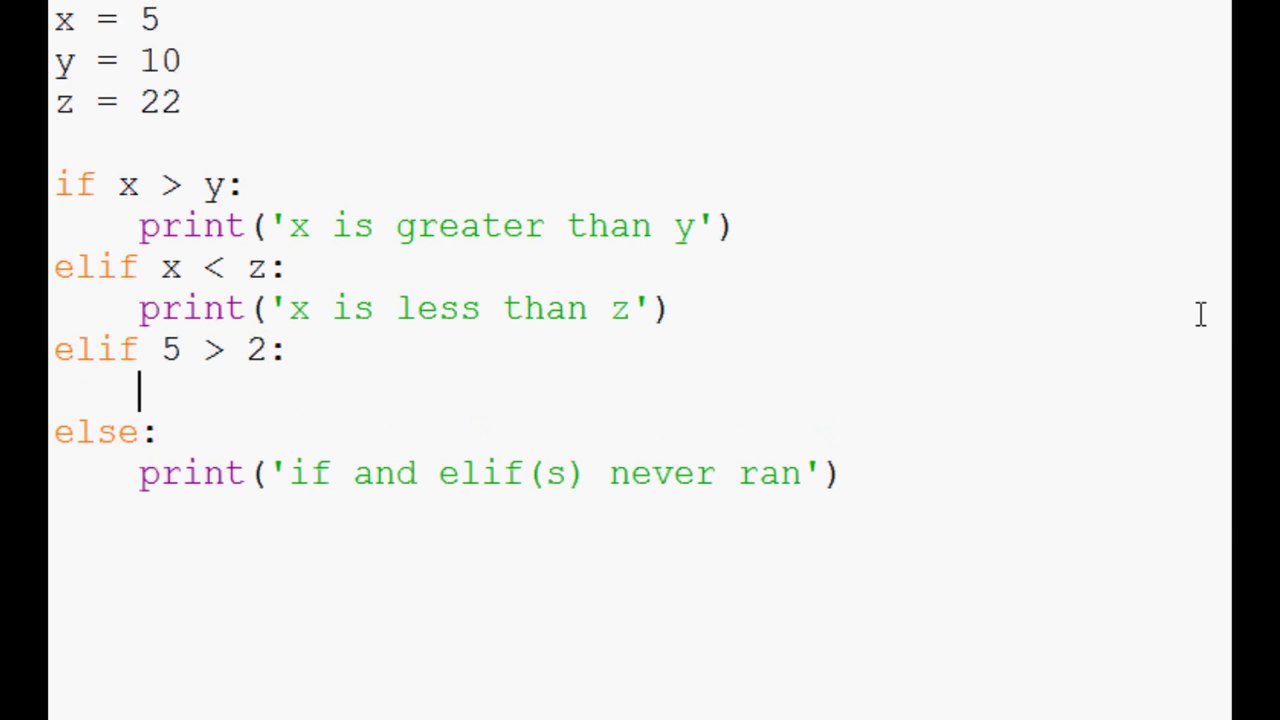 x = 5
y = 10
z = 22
if x > y:
    print('x is greater than y')
elif x < z:
    print('x is less than z')
elif 5 > 2:
else:
    print('if and elif(s) never ran')